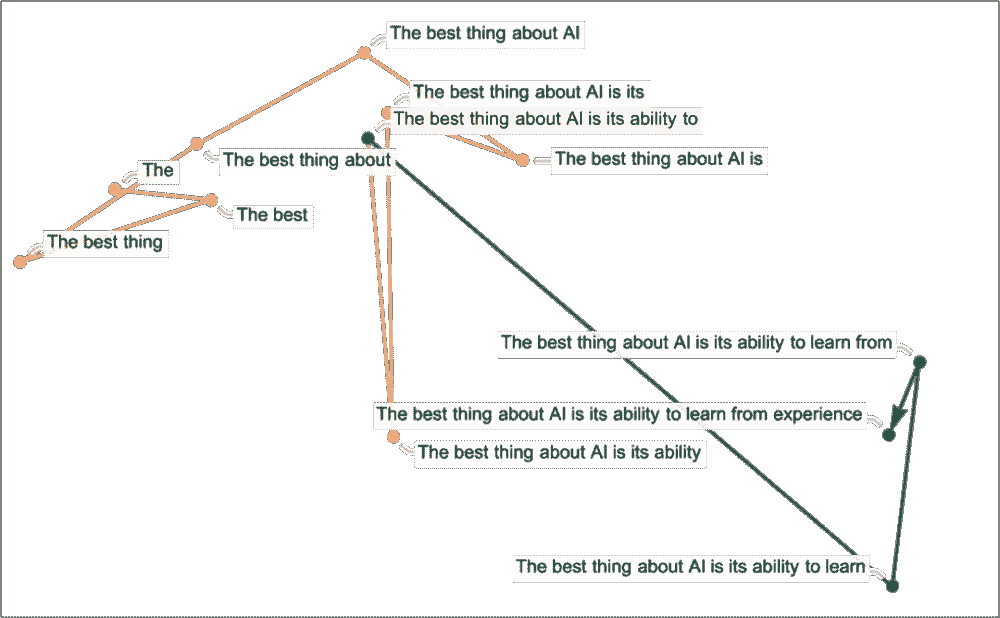 The best thing about AI
The best thing about AI is its
The best thing about AI is its ability to
The best thing about
The best thing about AI is
The
The best
The best thing
The best thing about AI is its ability to learn from
The best thing about AI is its ability to learn from experience
The best thing about AI is its ability
The best thing about AI is its ability to learn